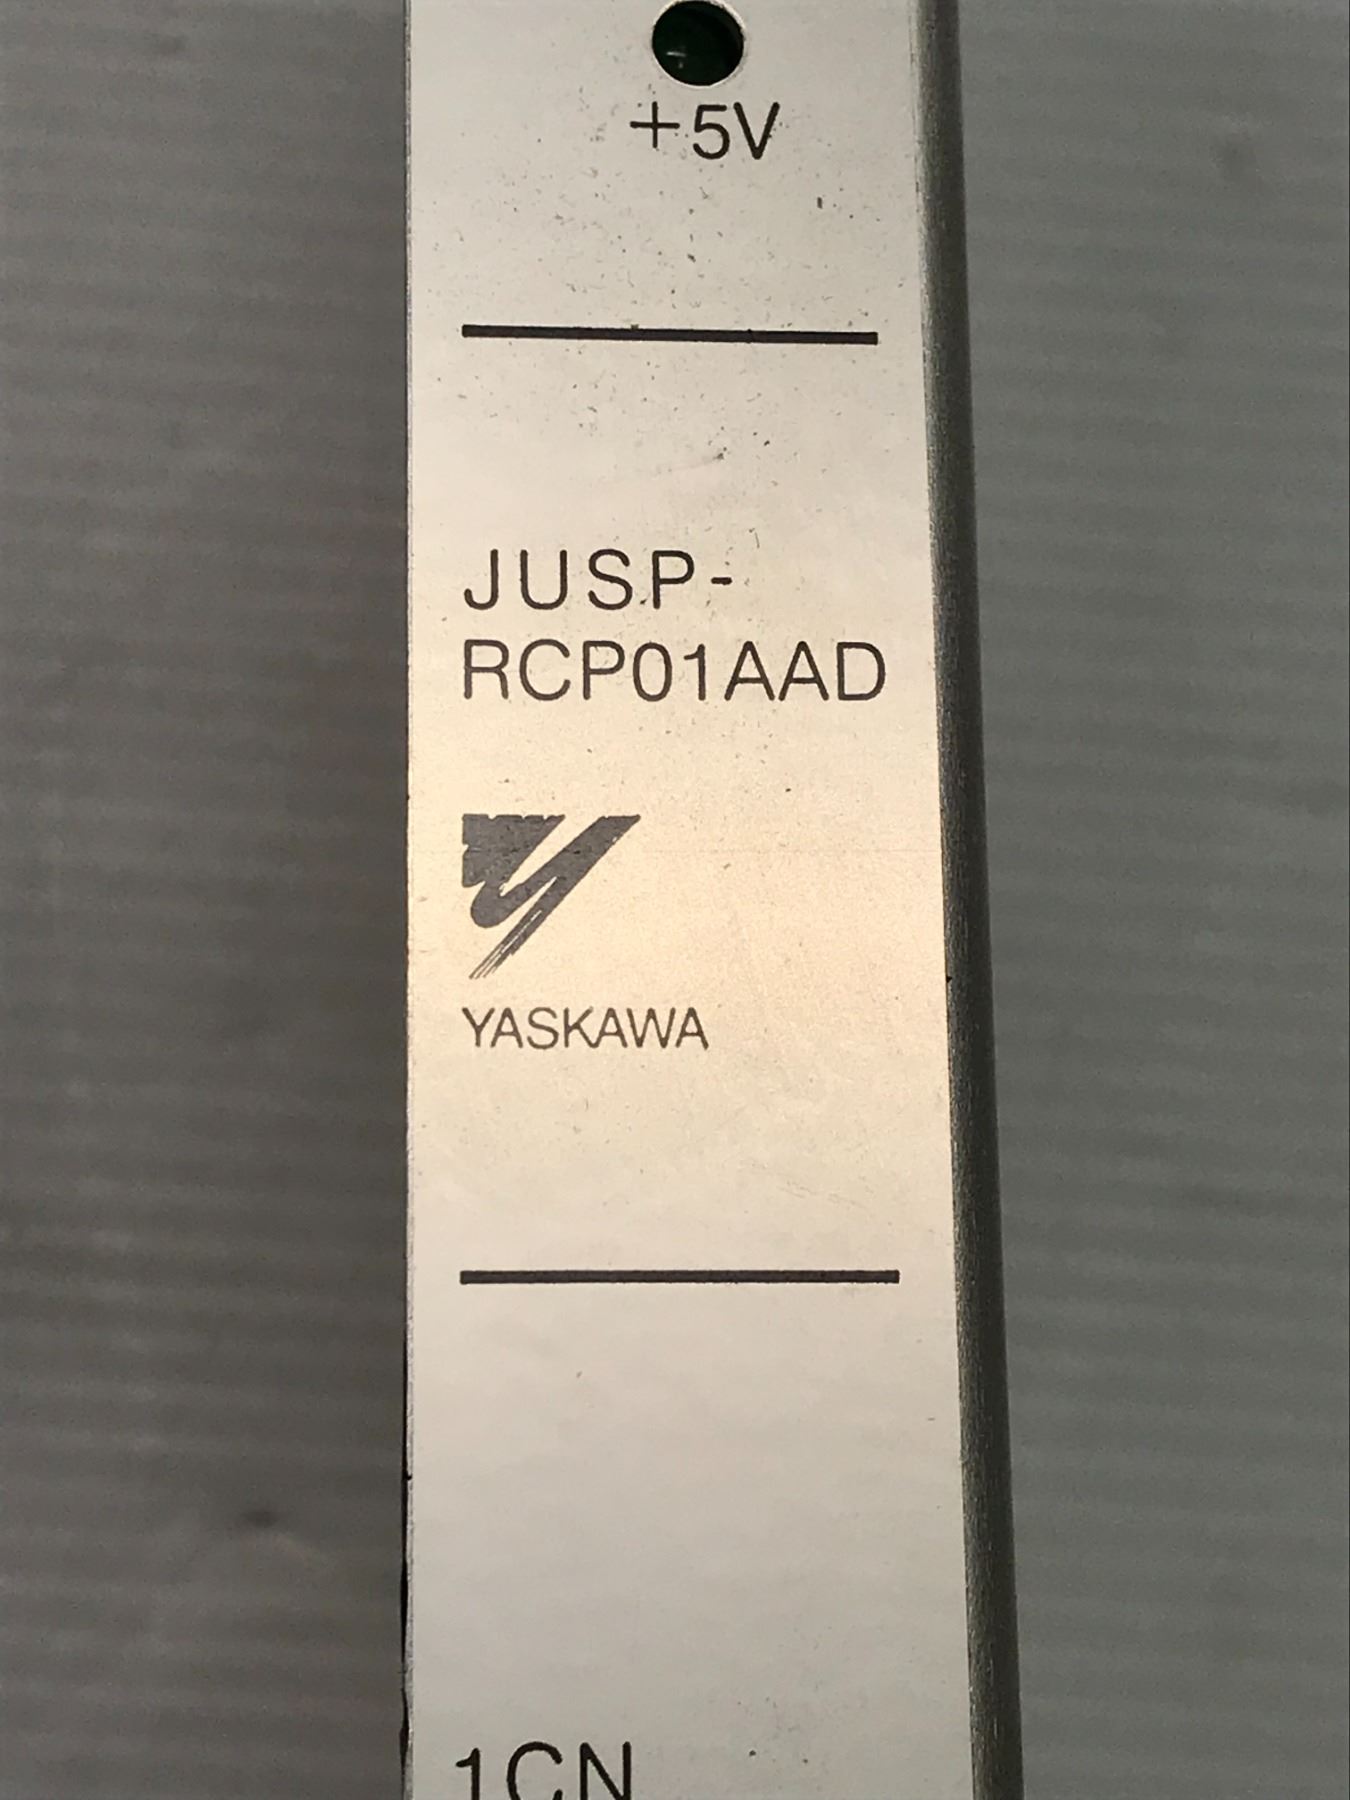 +5V
JUSP-
RCP01AAD
YASKAWA
1CN